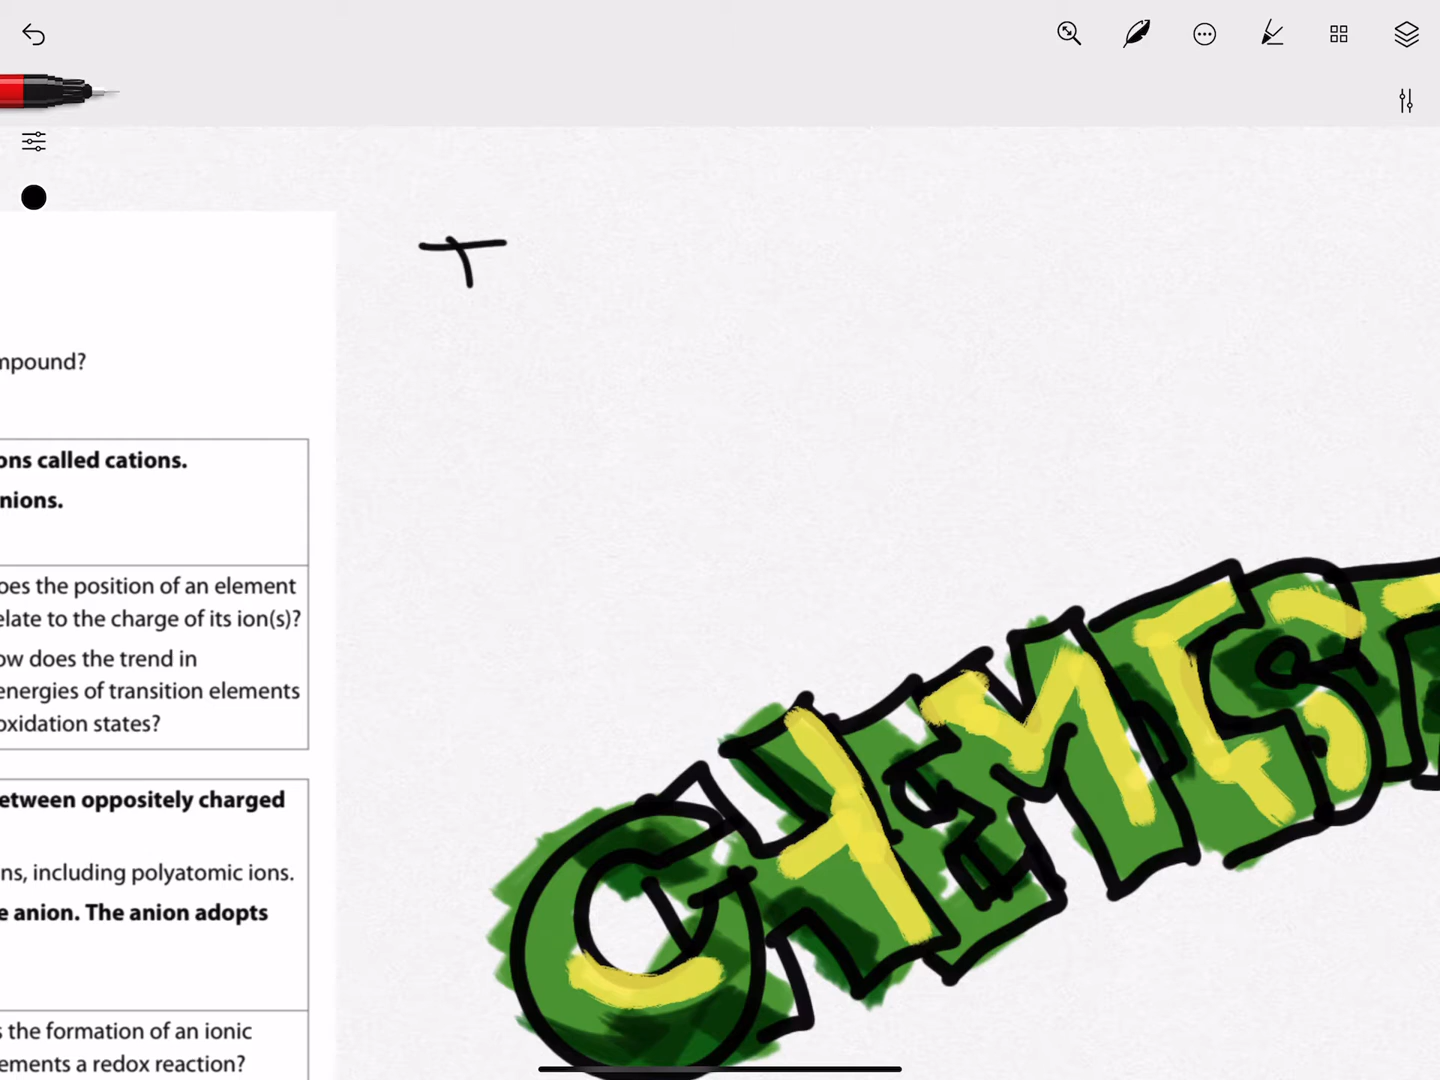 T
mpound?
ons called cations.
nions.
oes the position of an element
elate to the charge of its ion(s)?
ow does the trend in
energies of transition elements
oxidation states?
etween oppositely charged
ns, including polyatomic ions.
e anion. The anion adopts
s the formation of an ionic
ements a redox reaction?
CHEMIST